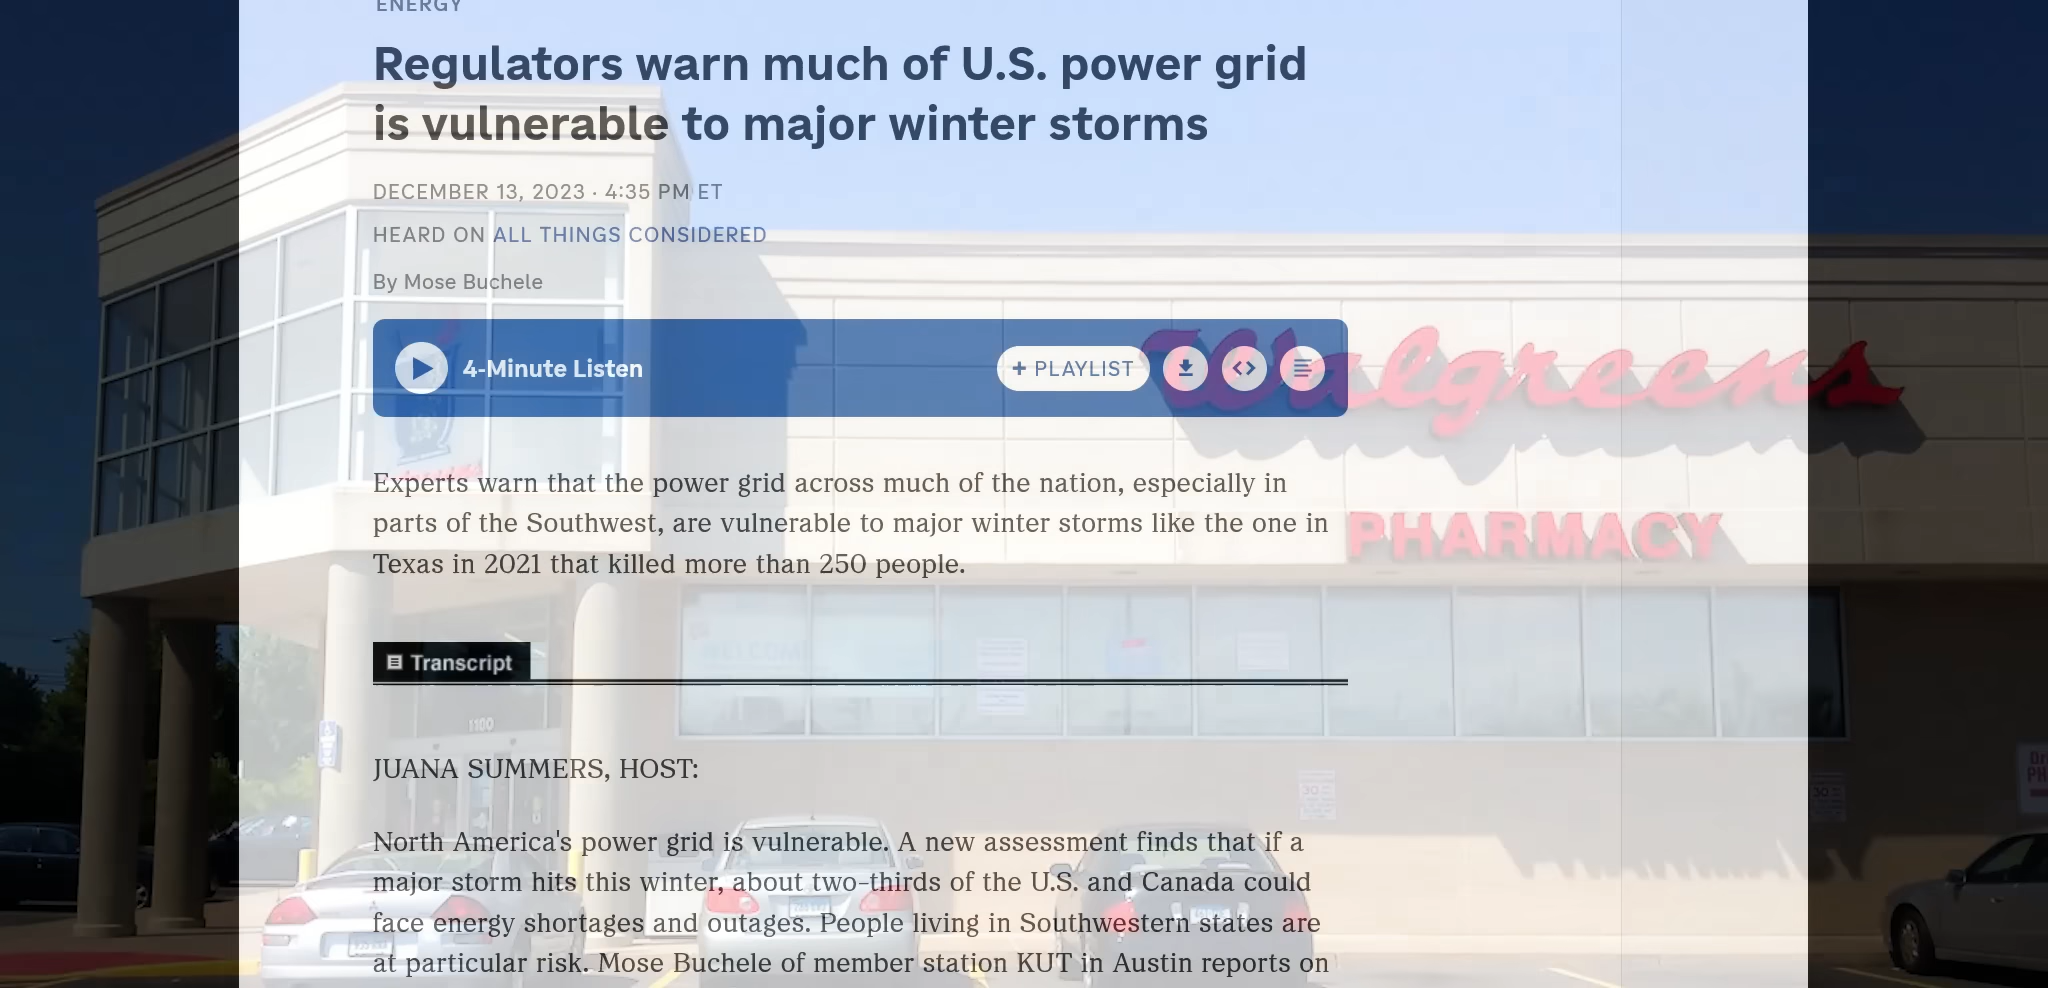 ENERGY
Regulators warn much of U.S. power grid
is vulnerable to major winter storms
DECEMBER 13, 2023 · 4:35 PM ET
HEARD ON ALL THINGS CONSIDERED
By Mose Buchele
4-Minute Listen
+ PLAYLIST
Walgreens
PHARMACY
Experts warn that the power grid across much of the nation, especially in
parts of the Southwest, are vulnerable to major winter storms like the one in
Texas in 2021 that killed more than 250 people.
Transcript
WELCOME
1100
JUANA SUMMERS, HOST:
30
30
North America's power grid is vulnerable. A new assessment finds that if a
major storm hits this winter, about two-thirds of the U.S. and Canada could
face energy shortages and outages. People living in Southwestern states are
at particular risk. Mose Buchele of member station KUT in Austin reports on